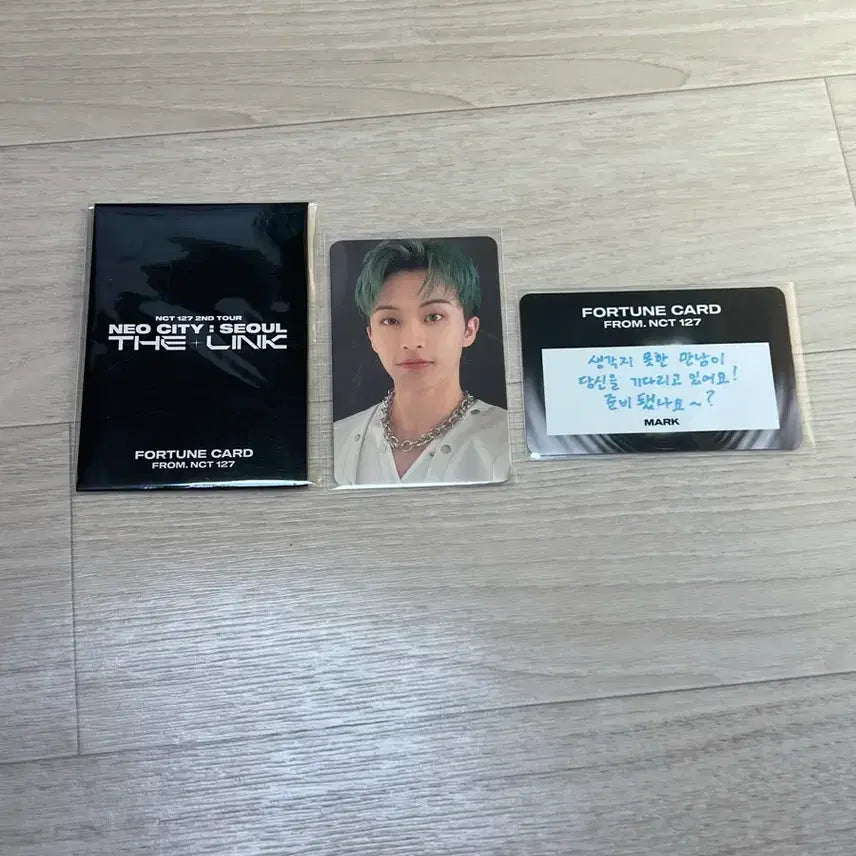 NCT 127 2ND TOUR
NEO CITY : SEOUL
THE + LINK
FORTUNE CARD
FROM. NCT 127
FORTUNE CARD
FROM. NCT 127
생각지 못한 만남이
당신을 기다리고 있어요!
준비 됐나요~?
MARK